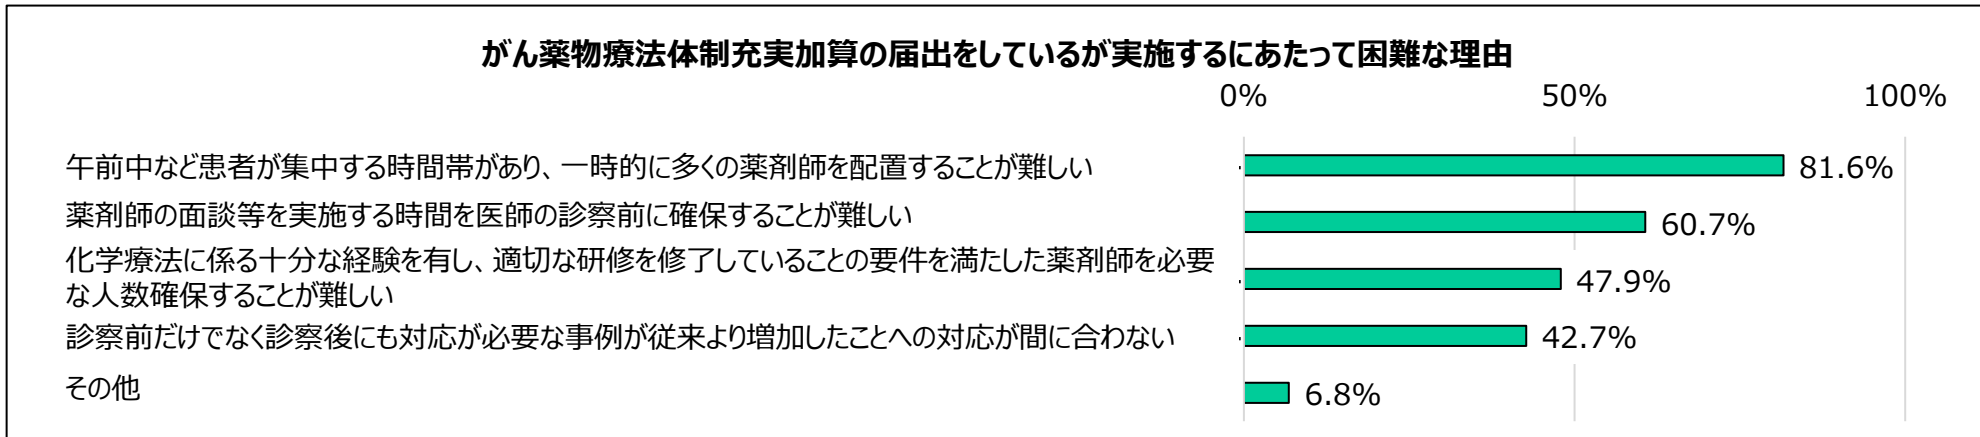 がん薬物療法体制充実加算の届出をしているが実施するにあたって困難な理由
0% 50% 100%
午前中など患者が集中する時間帯があり、一時的に多くの薬剤師を配置することが難しい 81.6%
薬剤師の面談等を実施する時間を医師の診察前に確保することが難しい 60.7%
化学療法に係る十分な経験を有し、適切な研修を修了していることの要件を満たした薬剤師を必要
な人数確保することが難しい 47.9%
診察前だけでなく診察後にも対応が必要な事例が従来より増加したことへの対応が間に合わない 42.7%
その他 6.8%